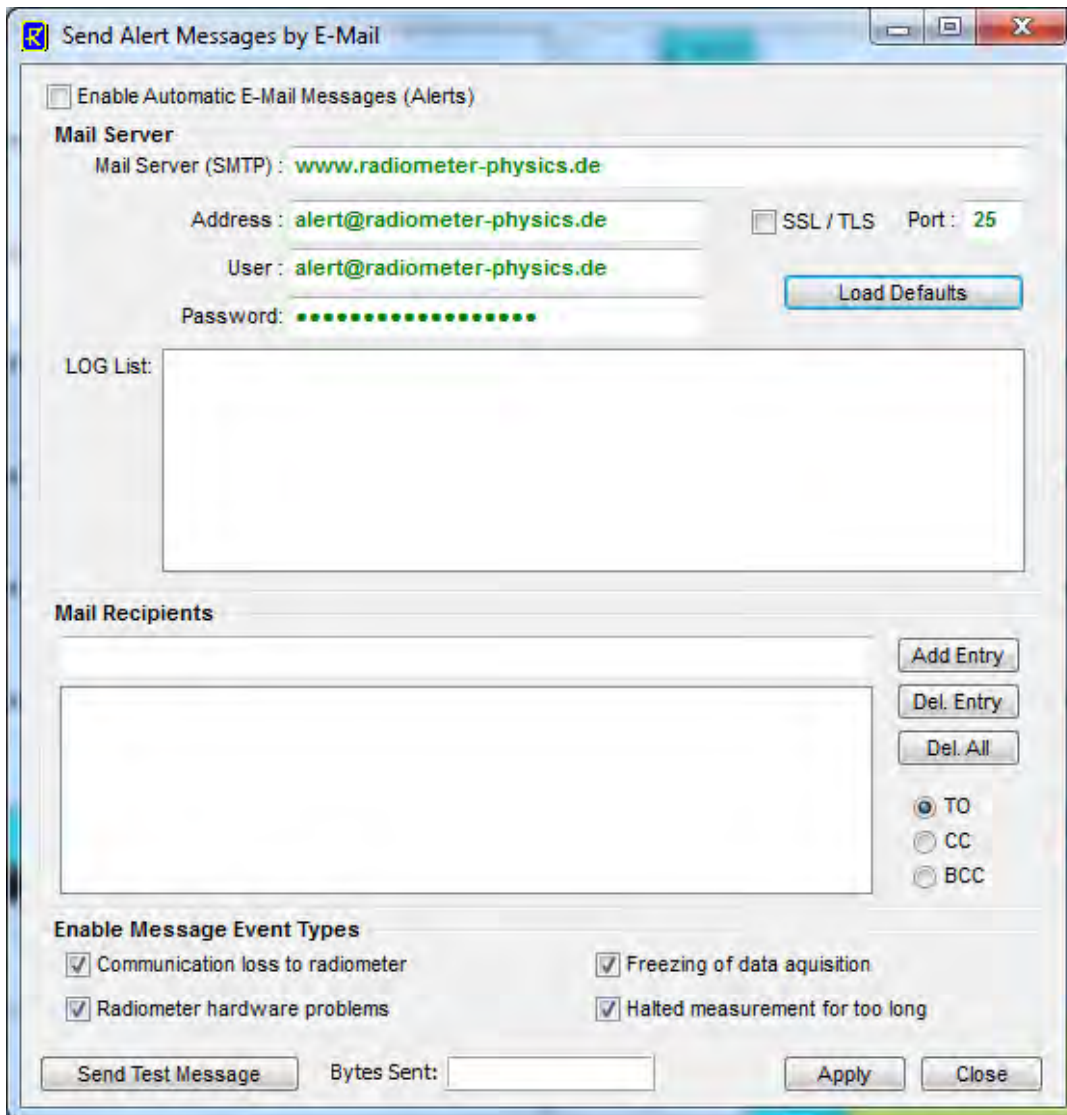 Send Alert Messages by E-Mail
Enable Automatic E-Mail Messages (Alerts)
Mail Server
Mail Server (SMTP) : www.radiometer-physics.de
Address : alert@radiometer-physics.de SSL / TLS Port : 25
User : alert@radiometer-physics.de
Load Defaults
Password: ••••••••••••••••••
LOG List:
Mail Recipients
Add Entry
Del. Entry
Del. All
TO
CC
BCC
Enable Message Event Types
Communication loss to radiometer Freezing of data aquisition
Radiometer hardware problems Halted measurement for too long
Send Test Message Bytes Sent: Apply Close